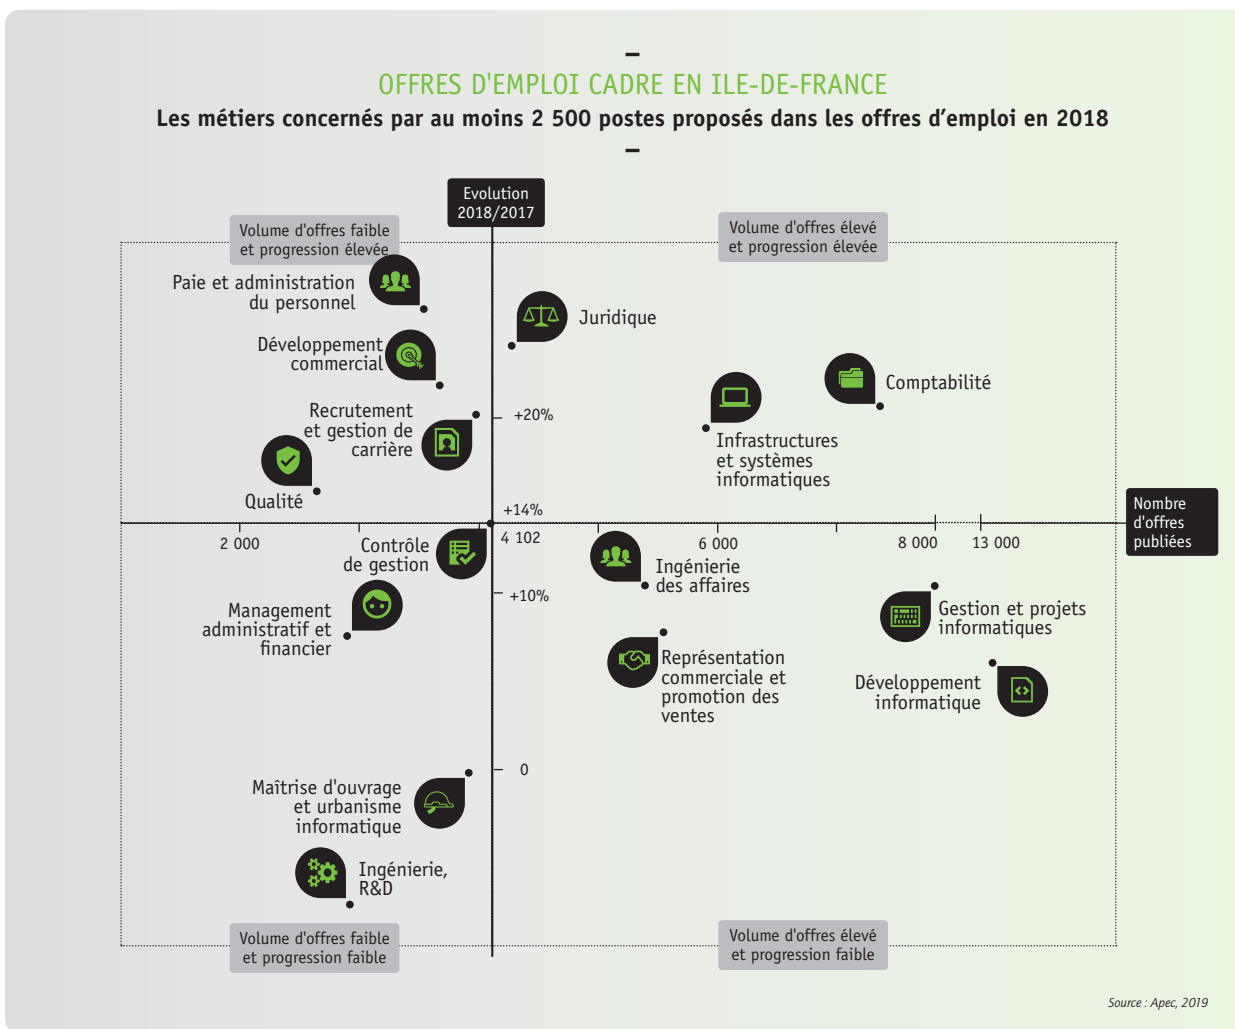 OFFRES D'EMPLOI CADRE EN ILE-DE-FRANCE
Les métiers concernés par au moins 2 500 postes proposés dans les offres d’emploi en 2018
Evolution
2018/2017
Volume d'offres faible
et progression élevée
Volume d'offres élevé
et progression élevée
Paie et administration
du personnel
Juridique
Développement
commercial
Comptabilité
Recrutement
et gestion de
carrière
+20%
Infrastructures
et systèmes
informatiques
Qualité
Nombre
d'offres
publiées
+14%
4 102
2 000
6 000
8 000
13 000
Contrôle
de gestion
Ingénierie
des affaires
+10%
Management
administratif et
financier
Gestion et projets
informatiques
Représentation
commerciale et
promotion des
ventes
Développement
informatique
0
Maîtrise d'ouvrage
et urbanisme
informatique
Ingénierie,
R&D
Volume d'offres faible
et progression faible
Volume d'offres élevé
et progression faible
Source : Apec, 2019